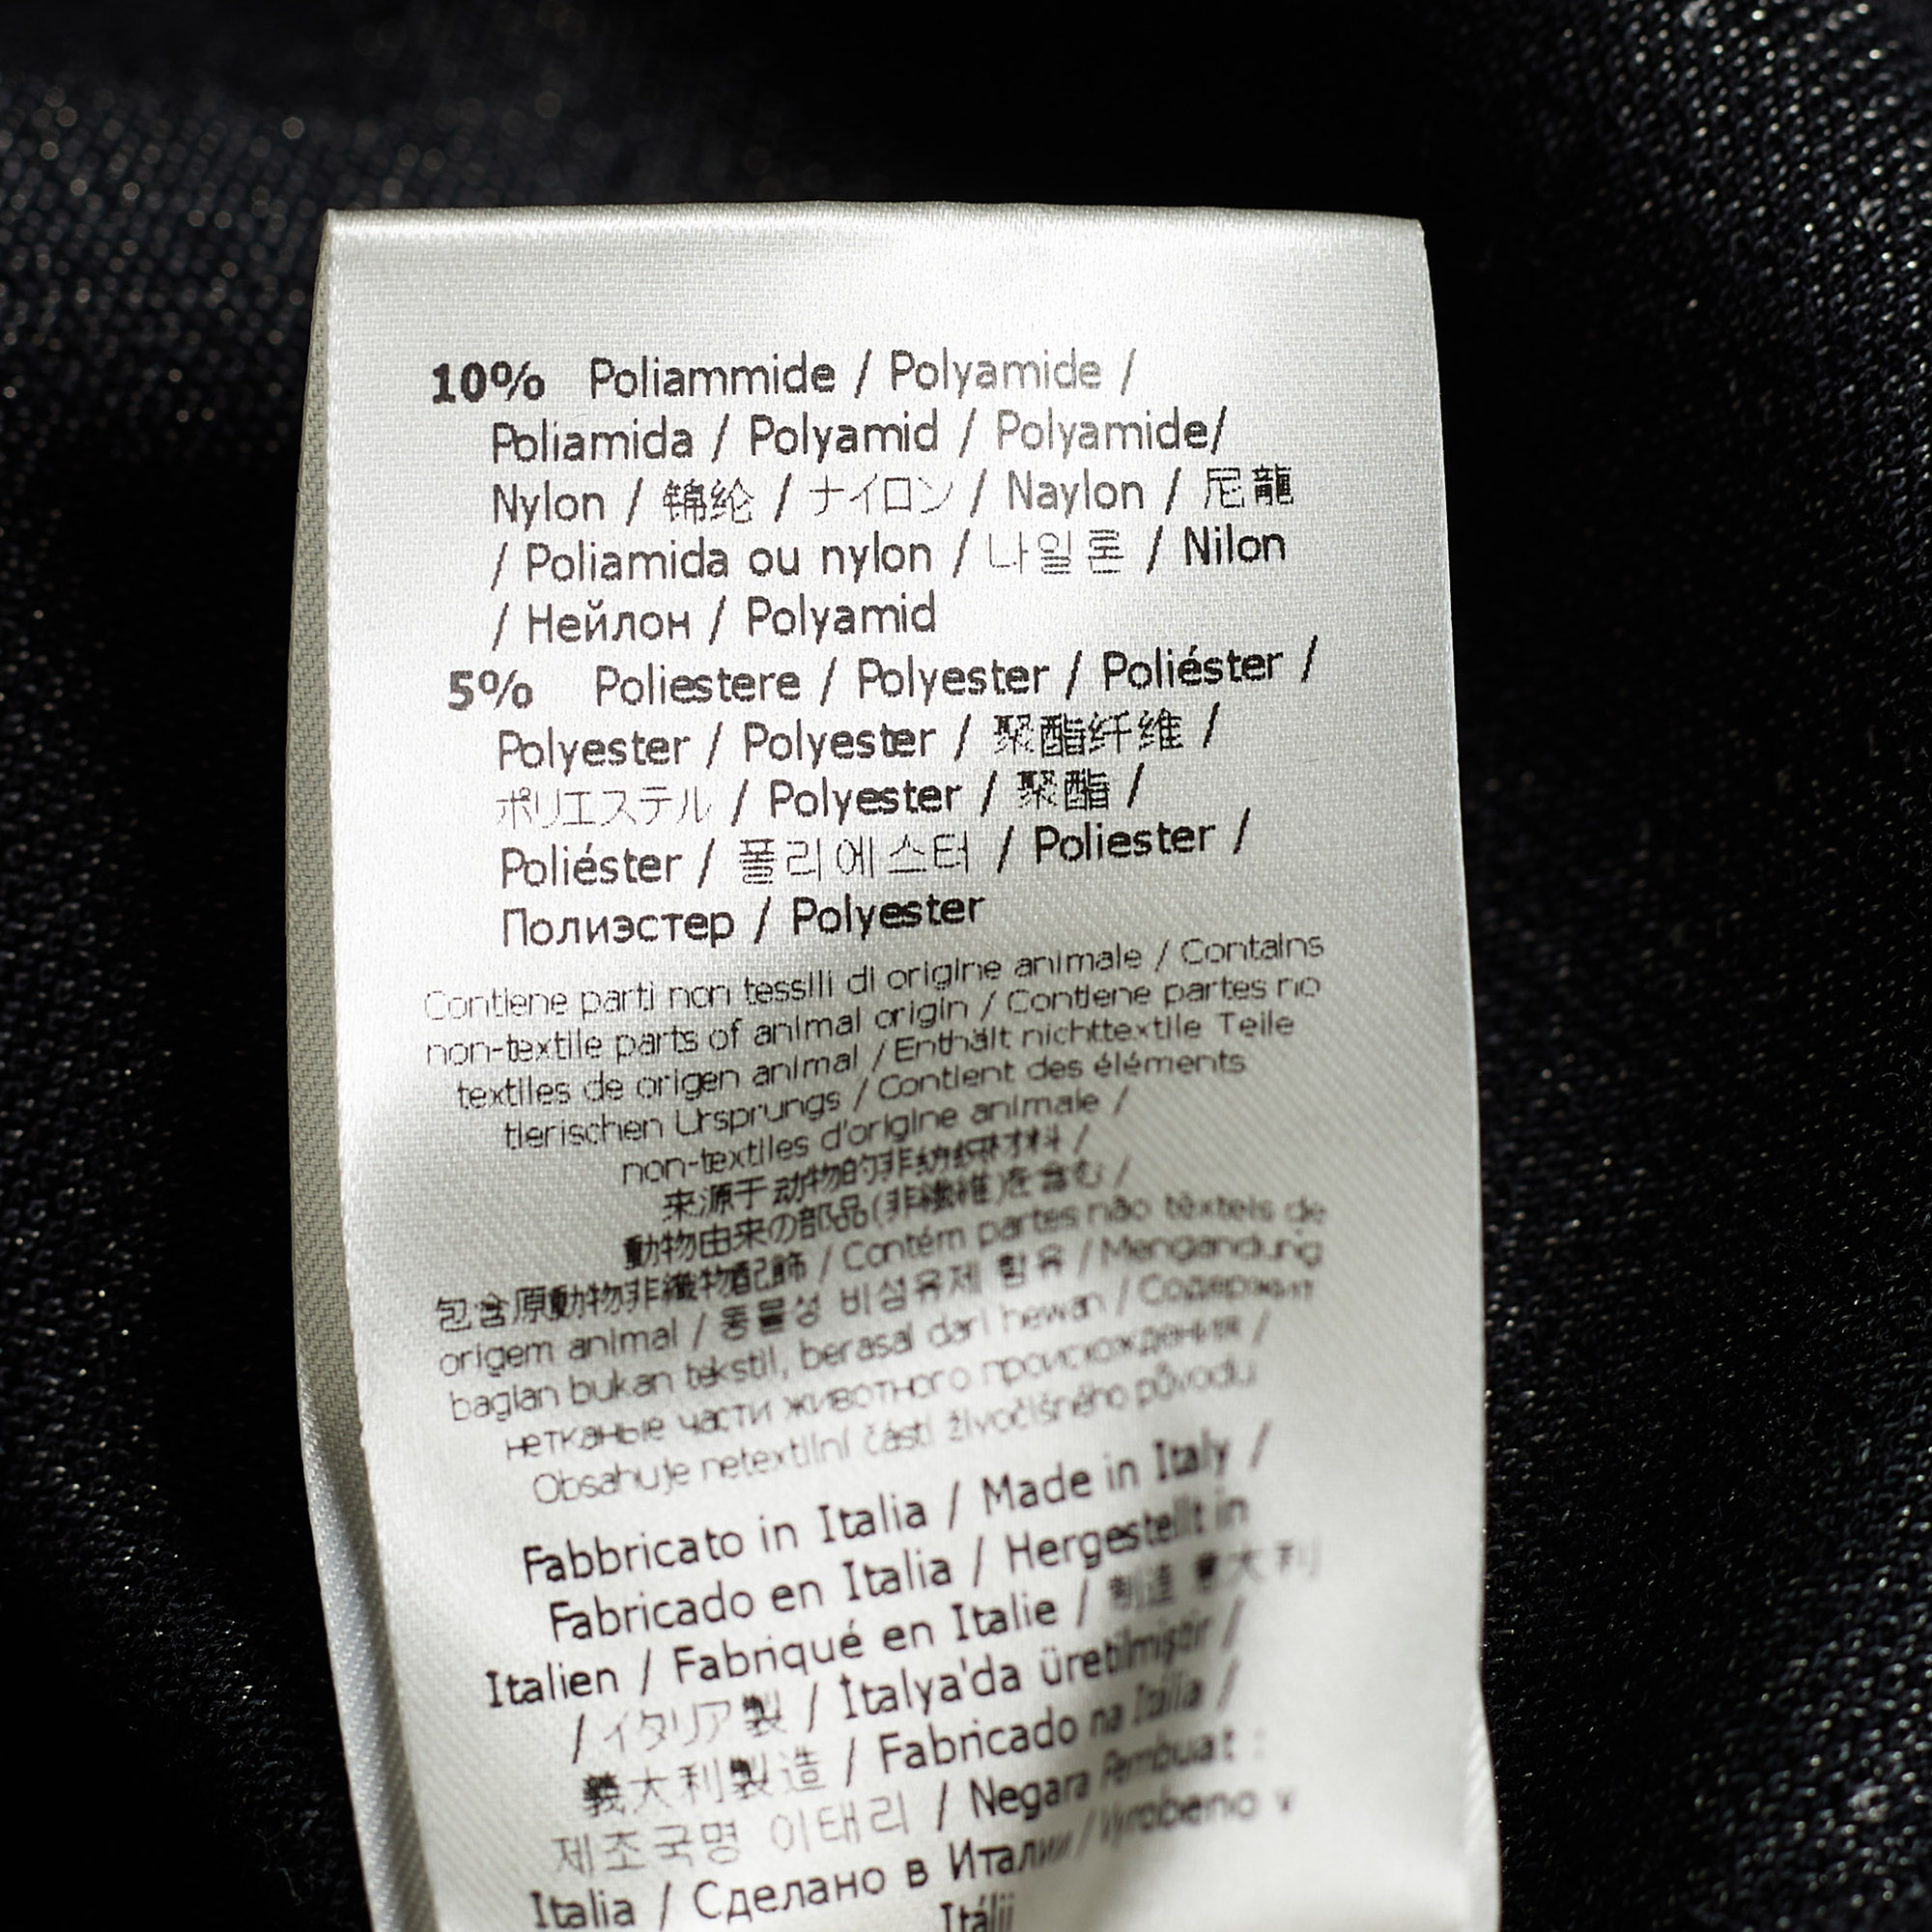 10% Poliammide / Polyamide /
Poliamida / Polyamid / Polyamide/
Nylon / 锦纶 / ナイロン / Naylon / 尼龍
/ Poliamida ou nylon / 나일론 / Nilon
/ Нейлон / Polyamid
5% Poliestere / Polyester / Poliéster /
Polyester / Polyester / 聚酯纤维 /
ポリエステル / Polyester / 聚酯 /
Poliéster / 폴리에스터 / Poliester /
Полиэстер / Polyester
Contiene parti non tessili di origine animale / Contains
non-textile parts of animal origin / Contiene partes no
textiles de origen animal / Enthält nichttextile Teile
tierischen Ursprungs / Contient des éléments
non-textiles d'origine animale /
来源于动物的非纺织材料 /
動物由来の部品(非繊維)を含む /
包含原動物非織物配飾 / Contém partes não têxteis de
origem animal / 동물성 비섬유제 함유 / Mengandung
bagian bukan tekstil, berasal dari hewan / Содержит
нетканые части животного происхождения /
Obsahuje netextilní části živočišného původu
Fabbricato in Italia / Made in Italy /
Fabricado en Italia / Hergestellt in
Italien / Fabriqué en Italie / 制造 意大利
/ イタリア製 / İtalya'da üretilmiştir /
義大利製造 / Fabricado na Itália /
제조국명 이태리 / Negara Pembuat :
Italia / Сделано в Италии / Vyrobeno v
Itálii